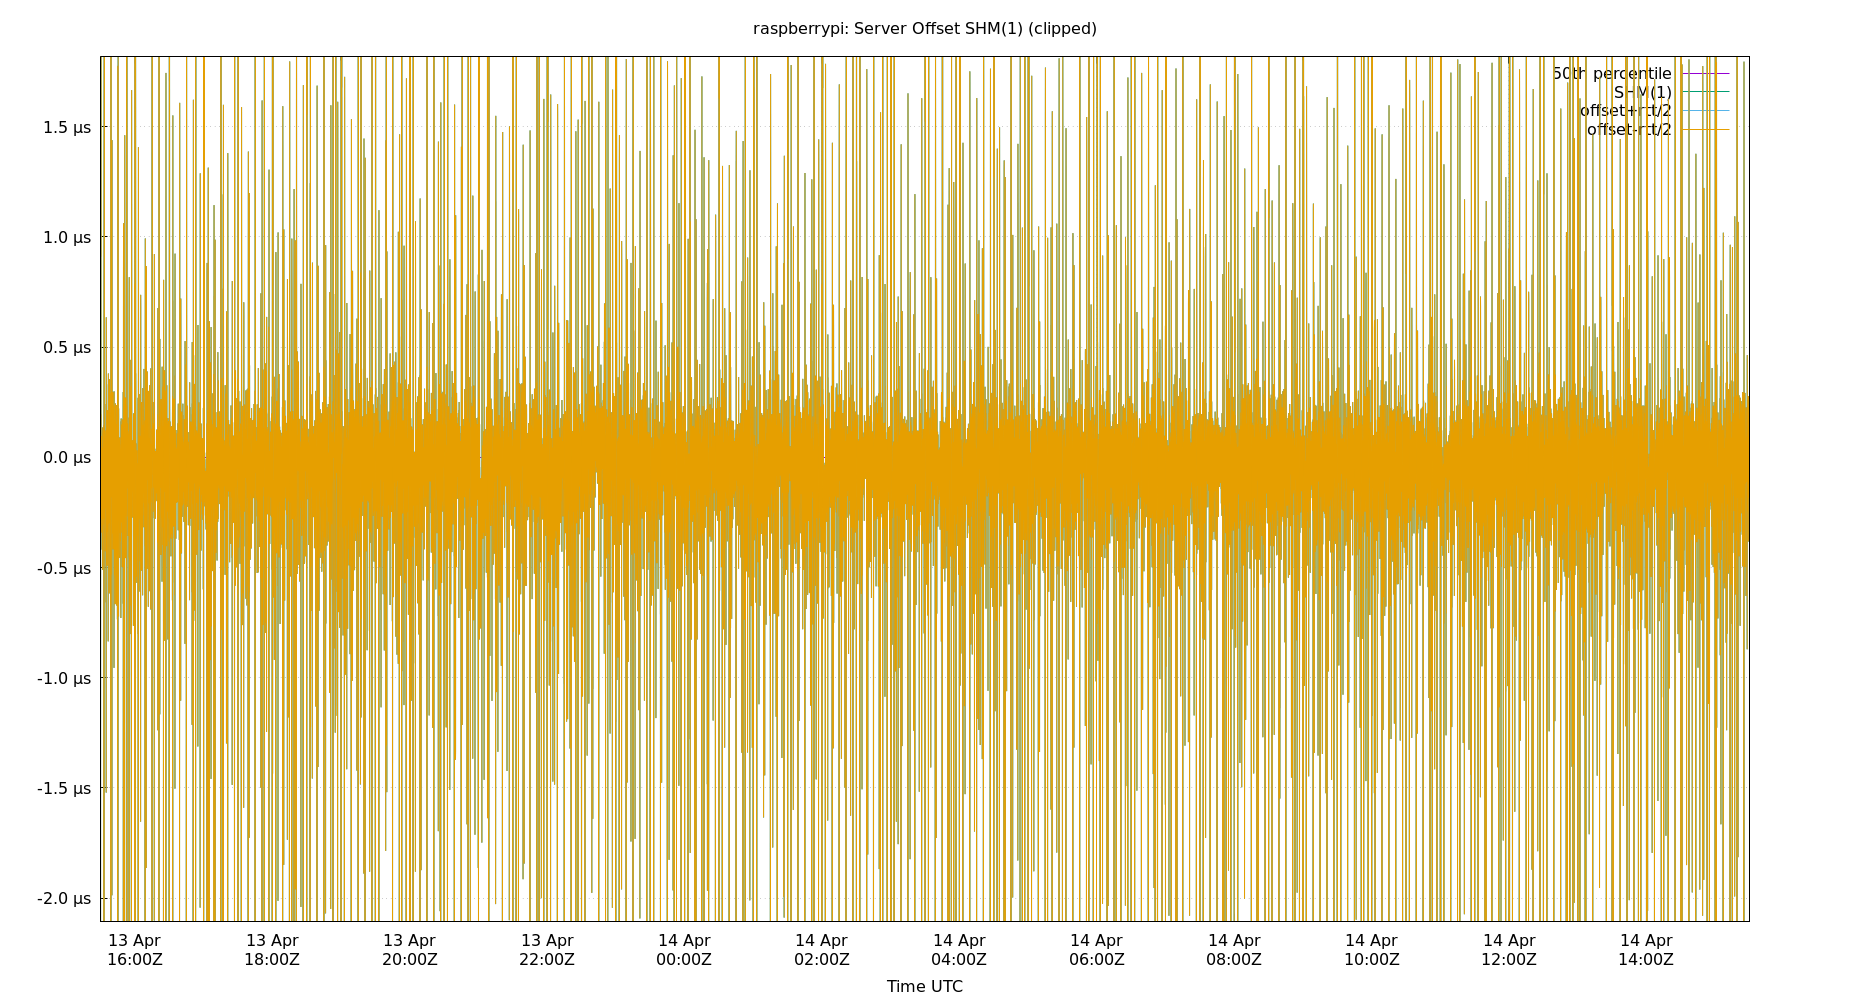 raspberrypi: Server Offset SHM(1) (clipped)
50th percentile
SHM(1)
offset+rtt/2
offset-rtt/2
1.5 µs
1.0 µs
0.5 µs
0.0 µs
-0.5 µs
-1.0 µs
-1.5 µs
-2.0 µs
13 Apr 13 Apr 13 Apr 13 Apr 14 Apr 14 Apr 14 Apr 14 Apr 14 Apr 14 Apr 14 Apr 14 Apr
16:00Z 18:00Z 20:00Z 22:00Z 00:00Z 02:00Z 04:00Z 06:00Z 08:00Z 10:00Z 12:00Z 14:00Z
Time UTC